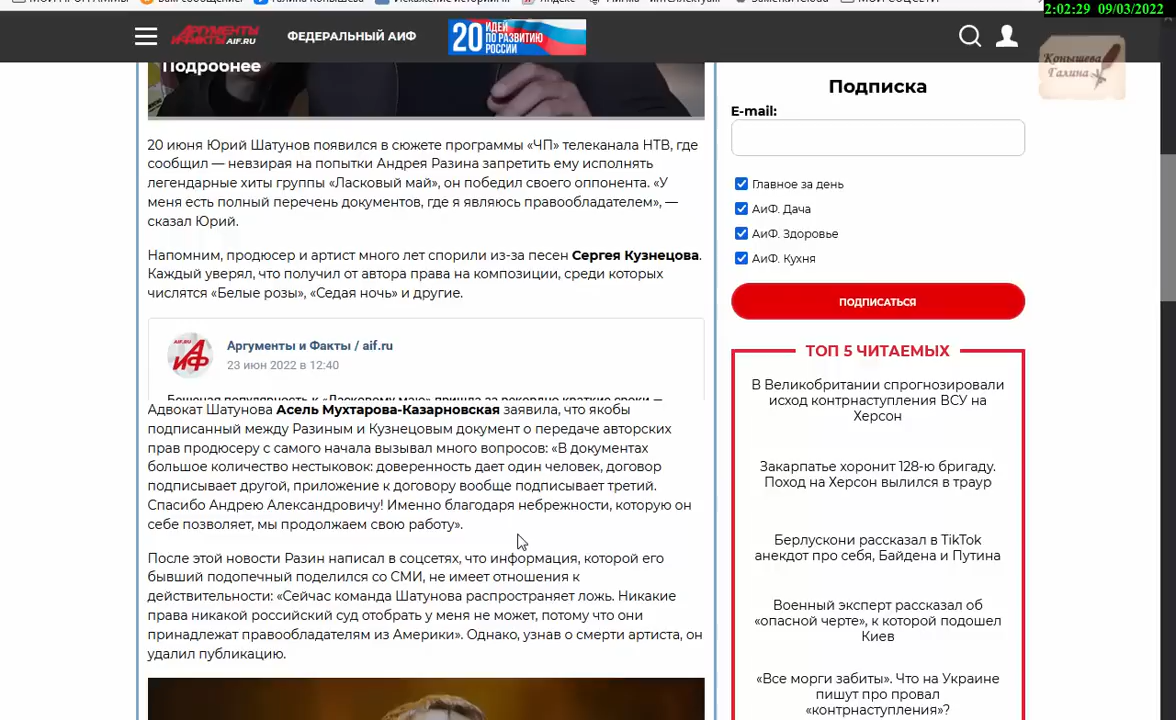 2:02:29 09/03/2022
АРГУМЕНТЫ И ФАКТЫ AIF.RU
ФЕДЕРАЛЬНЫЙ АИФ
20 ИДЕЙ ПО РАЗВИТИЮ РОССИИ
Конышева Галина
Подробнее
20 июня Юрий Шатунов появился в сюжете программы «ЧП» телеканала НТВ, где
сообщил — невзирая на попытки Андрея Разина запретить ему исполнять
легендарные хиты группы «Ласковый май», он победил своего оппонента. «У
меня есть полный перечень документов, где я являюсь правообладателем», —
сказал Юрий.
Напомним, продюсер и артист много лет спорили из-за песен Сергея Кузнецова.
Каждый уверял, что получил от автора права на композиции, среди которых
числятся «Белые розы», «Седая ночь» и другие.
AIF.RU
АиФ
Аргументы и Факты / aif.ru
23 июн 2022 в 12:40
Бешеная популярность к «Ласковому маю» пришла за рекордно краткие сроки —
Адвокат Шатунова Асель Мухтарова-Казарновская заявила, что якобы
подписанный между Разиным и Кузнецовым документ о передаче авторских
прав продюсеру с самого начала вызывал много вопросов: «В документах
большое количество нестыковок: доверенность дает один человек, договор
подписывает другой, приложение к договору вообще подписывает третий.
Спасибо Андрею Александровичу! Именно благодаря небрежности, которую он
себе позволяет, мы продолжаем свою работу».
После этой новости Разин написал в соцсетях, что информация, которой его
бывший подопечный поделился со СМИ, не имеет отношения к
действительности: «Сейчас команда Шатунова распространяет ложь. Никакие
права никакой российский суд отобрать у меня не может, потому что они
принадлежат правообладателям из Америки». Однако, узнав о смерти артиста, он
удалил публикацию.
Подписка
E-mail:
Главное за день
АиФ. Дача
АиФ. Здоровье
АиФ. Кухня
ПОДПИСАТЬСЯ
ТОП 5 ЧИТАЕМЫХ
В Великобритании спрогнозировали
исход контрнаступления ВСУ на
Херсон
Закарпатье хоронит 128-ю бригаду.
Поход на Херсон вылился в траур
Берлускони рассказал в TikTok
анекдот про себя, Байдена и Путина
Военный эксперт рассказал об
«опасной черте», к которой подошел
Киев
«Все морги забиты». Что на Украине
пишут про провал
«контрнаступления»?